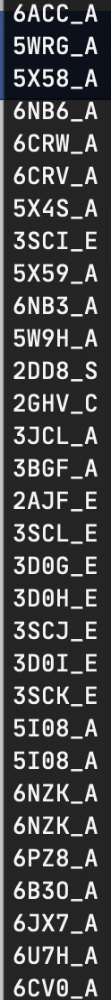 6ACC_A
5WRG_A
5X58_A
6NB6_A
6CRW_A
6CRV_A
5X4S_A
3SCI_E
5X59_A
6NB3_A
5W9H_A
2DD8_S
2GHV_C
3JCL_A
3BGF_A
2AJF_E
3SCL_E
3D0G_E
3D0H_E
3SCJ_E
3D0I_E
3SCK_E
5I08_A
5I08_A
6NZK_A
6NZK_A
6PZ8_A
6B3O_A
6JX7_A
6U7H_A
6CV0_A